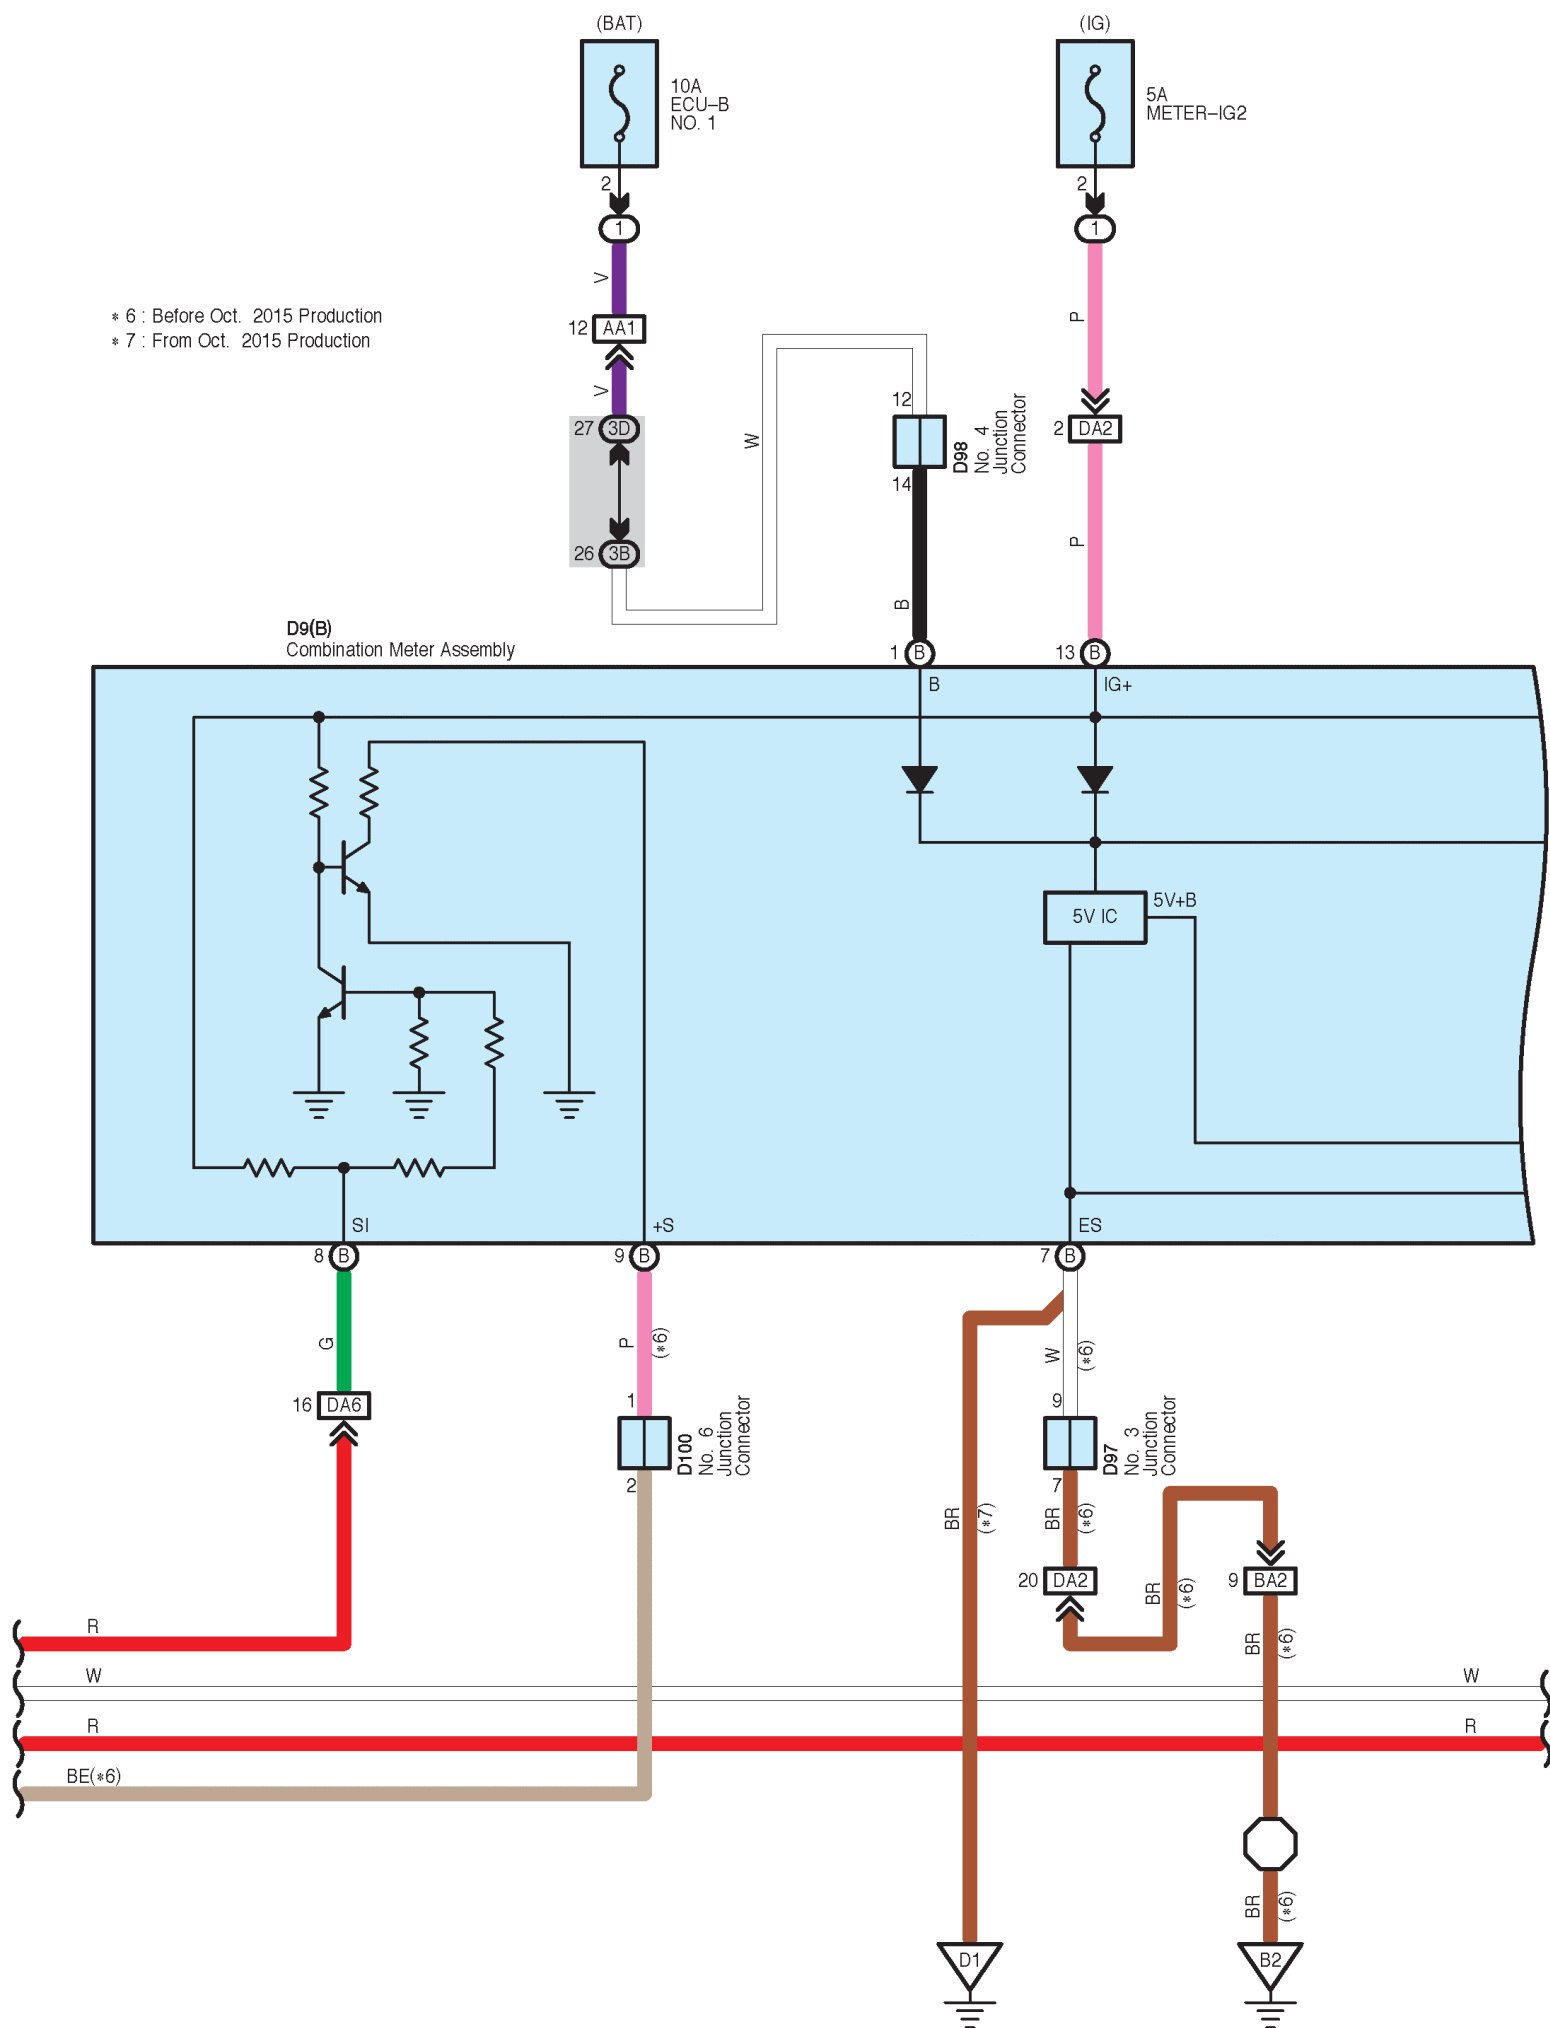 (BAT)
(IG)
10A
ECU–B
NO. 1
5A
METER–IG2
2
2
1
1
V
P
* 6 : Before Oct. 2015 Production
* 7 : From Oct. 2015 Production
12 AA1
V
W
12
27 3D
2 DA2
D98
No. 4
Junction
Connector
14
26 3B
P
B
D9(B)
Combination Meter Assembly
1 B
13 B
B
IG+
5V IC
5V+B
SI
+S
ES
8 B
9 B
7 B
G
P
(*6)
W
(*6)
16 DA6
1
D100
No. 6
Junction
Connector
2
9
D97
No. 3
Junction
Connector
7
BR
(*7)
BR
(*6)
20 DA2
BR
(*6)
9 BA2
BR
(*6)
R
W
W
R
R
BE(*6)
BR
(*6)
D1
B2